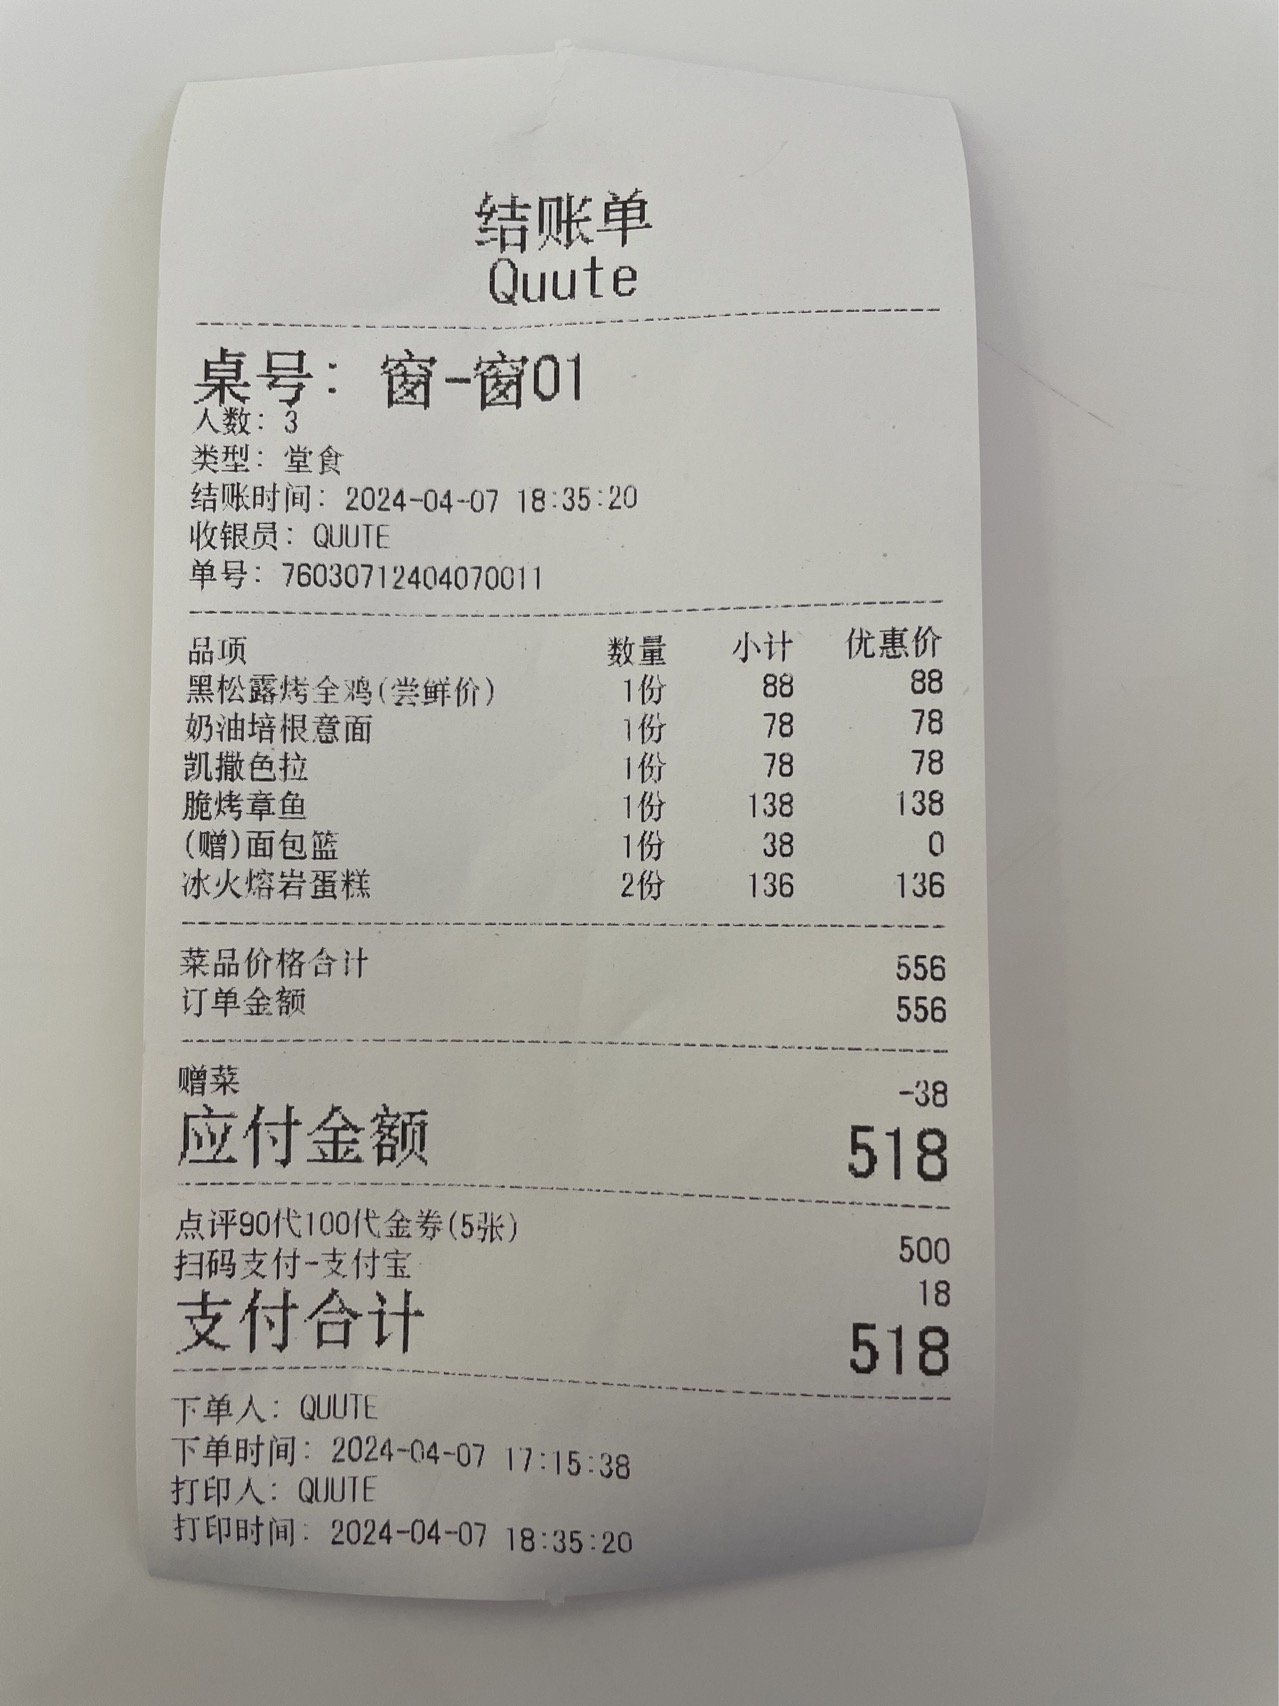 结账单
Quute
桌号: 窗-窗01
人数: 3
类型: 堂食
结账时间: 2024-04-07 18:35:20
收银员: QUUTE
单号: 76030712404070011
品项 数量 小计 优惠价
黑松露烤全鸡(尝鲜价) 1份 88 88
奶油培根意面 1份 78 78
凯撒色拉 1份 78 78
脆烤章鱼 1份 138 138
(赠)面包篮 1份 38 0
冰火熔岩蛋糕 2份 136 136
菜品价格合计 556
订单金额 556
赠菜 -38
应付金额 518
点评90代100代金券(5张) 500
扫码支付-支付宝 18
支付合计 518
下单人: QUUTE
下单时间: 2024-04-07 17:15:38
打印人: QUUTE
打印时间: 2024-04-07 18:35:20